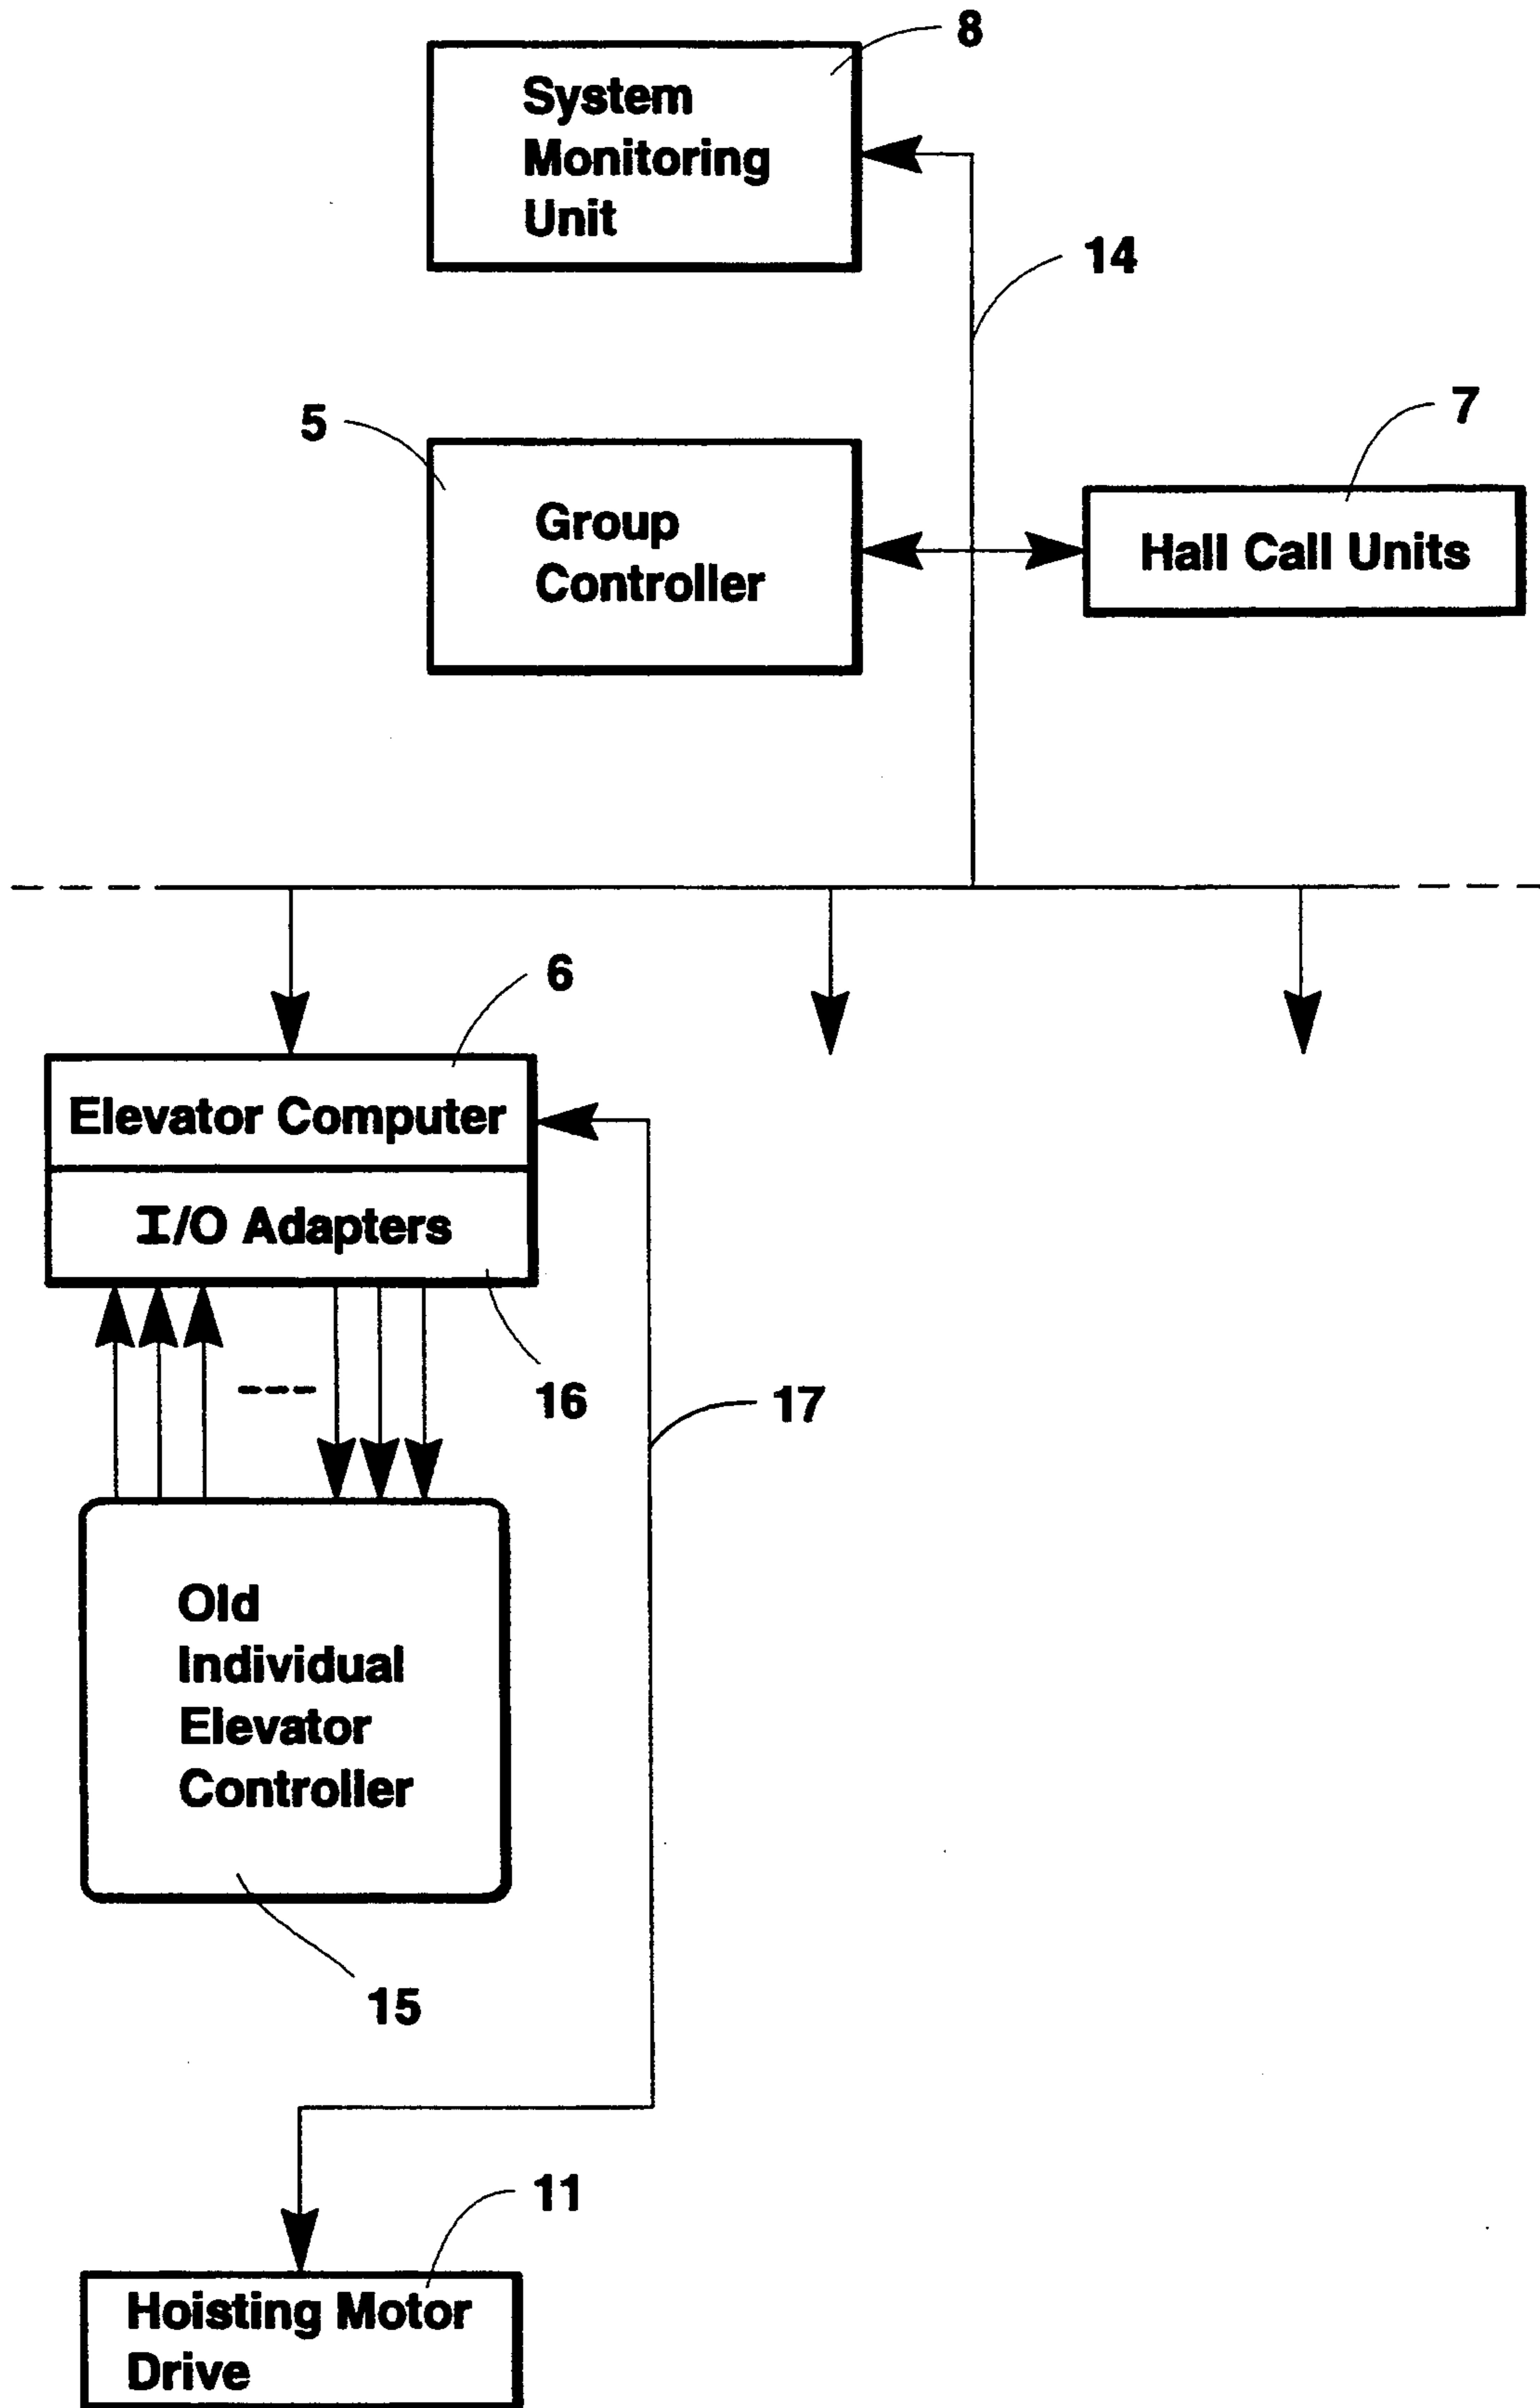 8
System
Monitoring
Unit
14
5
7
Group
Controller
Hall Call Units
6
Elevator Computer
I/O Adapters
16
17
Old
Individual
Elevator
Controller
15
11
Hoisting Motor
Drive